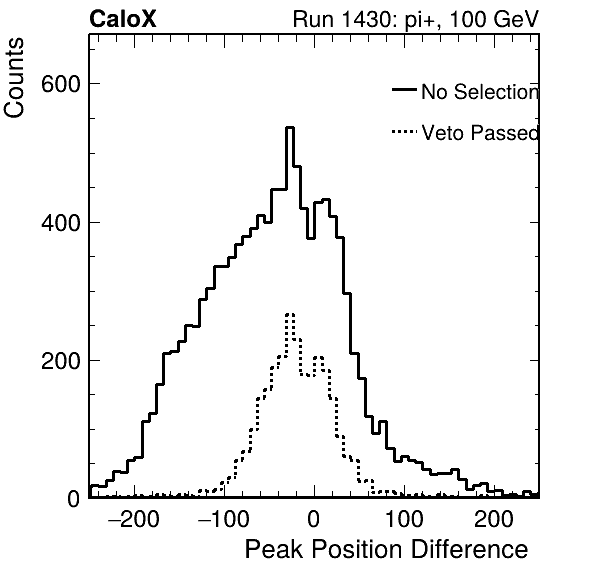 CaloX Run 1430: pi+, 100 GeV
Counts
600
No Selection
Veto Passed
400
200
0
−200 −100 0 100 200
Peak Position Difference